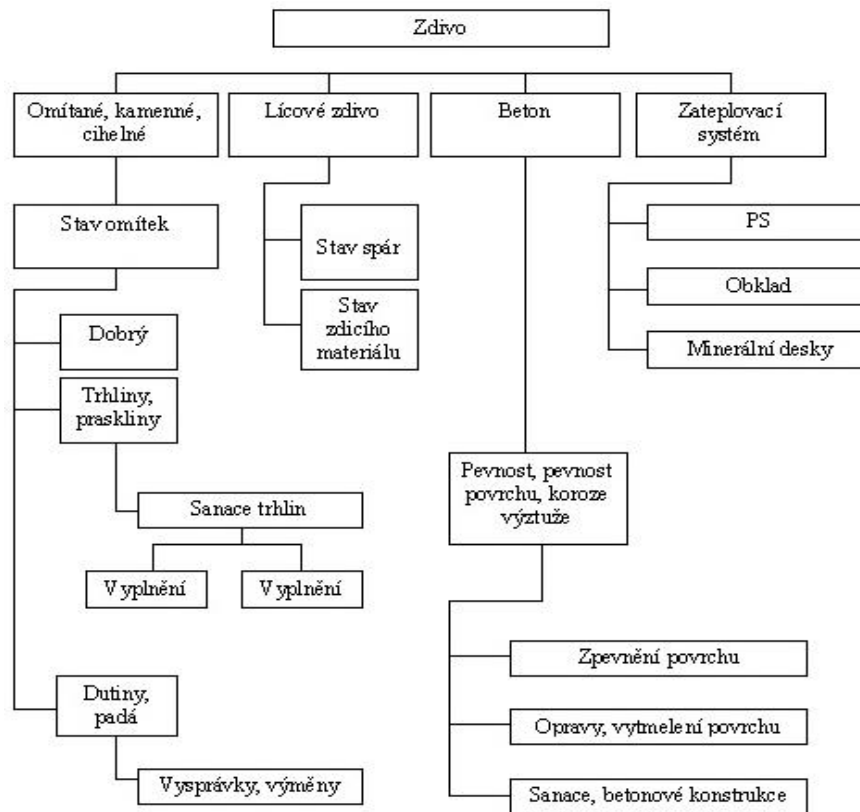 Zdivo
Omítané, kamenné,
cihelné
Lícové zdivo
Beton
Zateplovací
systém
Stav omítek
Stav spár
Stav
zdicího
materiálu
PS
Obklad
Minerální desky
Dobrý
Trhliny,
praskliny
Sanace trhlin
Vyplnění
Vyplnění
Pevnost, pevnost
povrchu, koroze
výztuže
Dutiny,
padá
Vysprávky, výměny
Zpevnění povrchu
Opravy, vytmelení povrchu
Sanace, betonové konstrukce